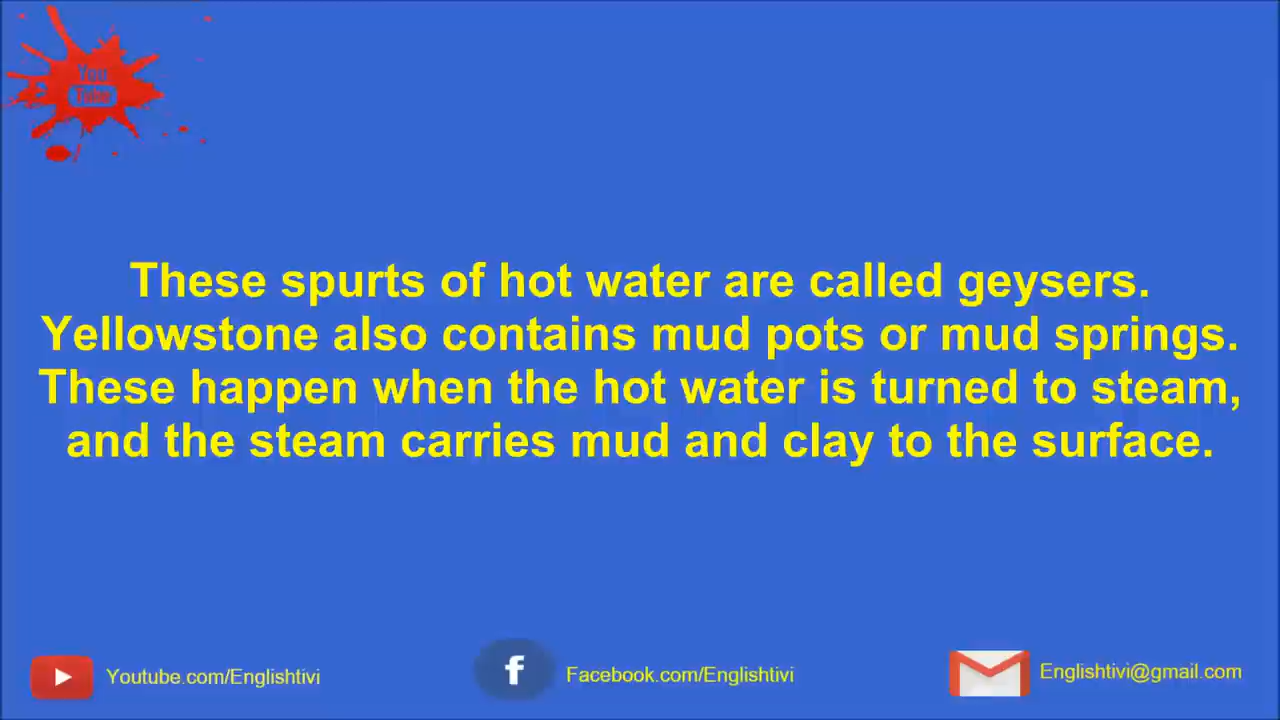 You
Tube
These spurts of hot water are called geysers.
Yellowstone also contains mud pots or mud springs.
These happen when the hot water is turned to steam,
and the steam carries mud and clay to the surface.
Youtube.com/Englishtivi
Facebook.com/Englishtivi
Englishtivi@gmail.com